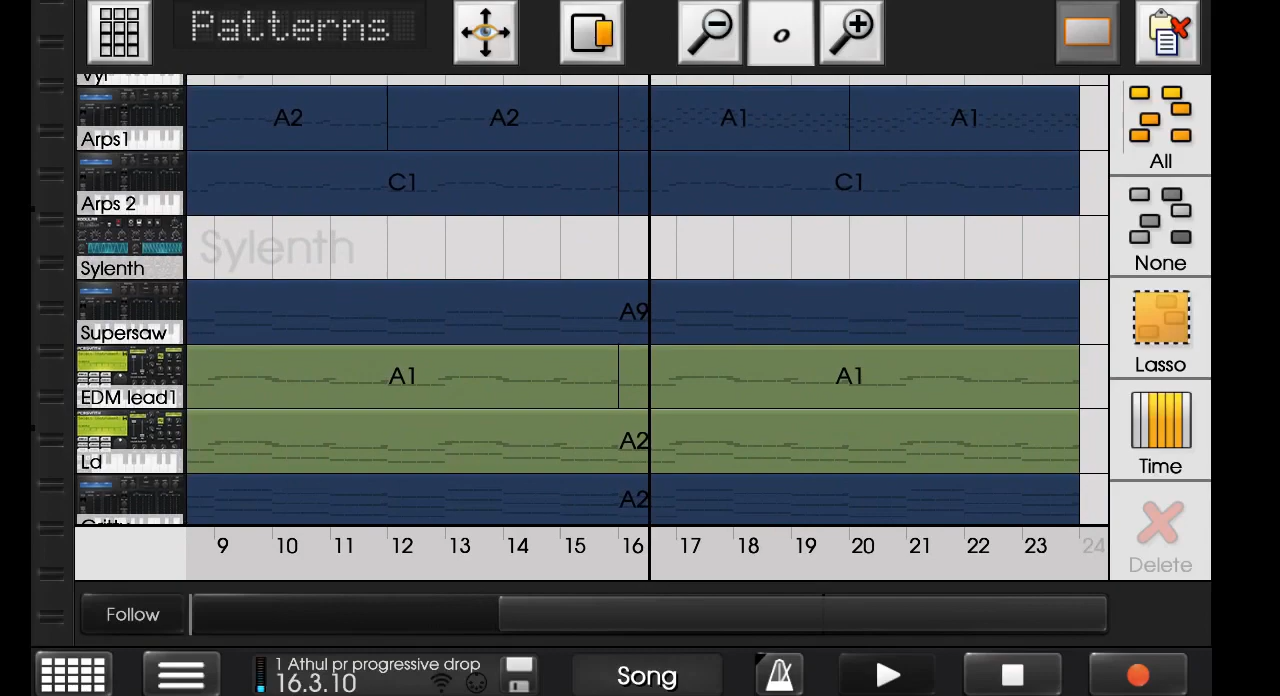 Patterns
o
Vyr
Arps1
A2
A2
A1
A1
All
Arps 2
C1
C1
Sylenth
Sylenth
None
Supersaw
A9
EDM lead1
A1
A1
Lasso
Ld
A2
A2
Time
9 10 11 12 13 14 15 16 17 18 19 20 21 22 23 24
Delete
Follow
1 Athul pr progressive drop
16.3.10
Song